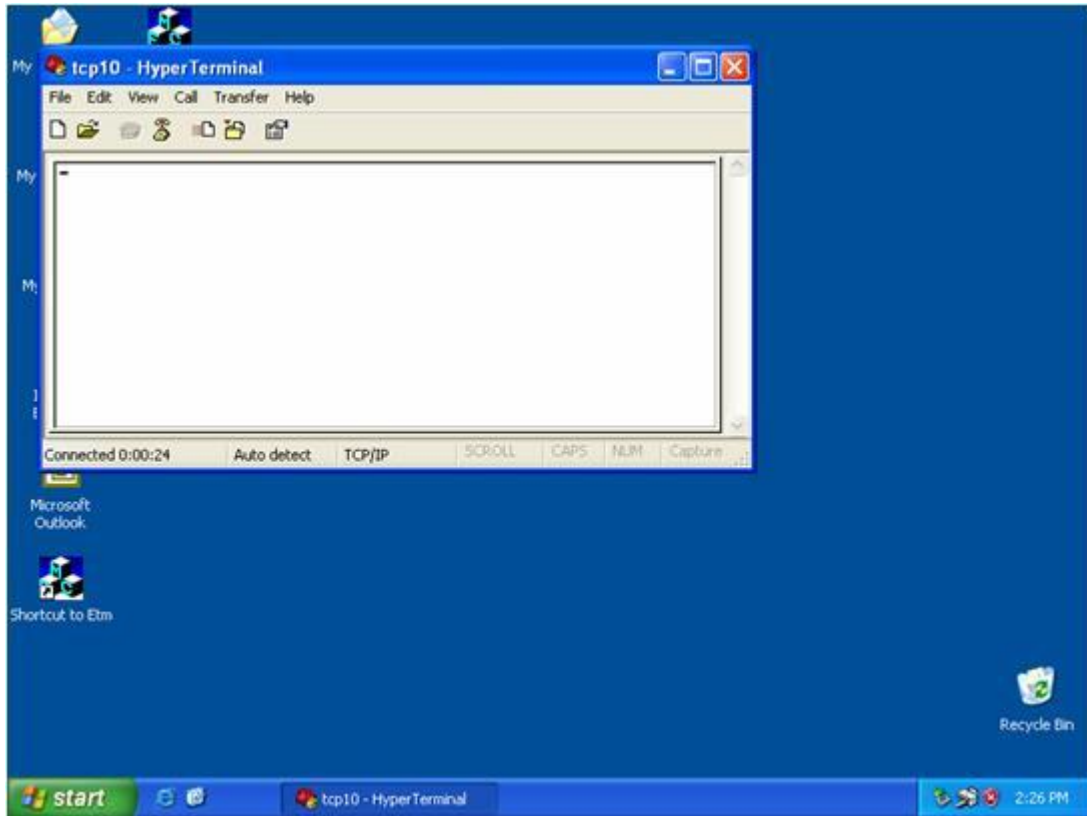 My
tcp10 - HyperTerminal
File Edit View Call Transfer Help
My
My
Connected 0:00:24 Auto detect TCP/IP SCROLL CAPS NUM Capture
Microsoft
Outlook
Shortcut to Etm
Recycle Bin
start tcp10 - HyperTerminal 2:26 PM